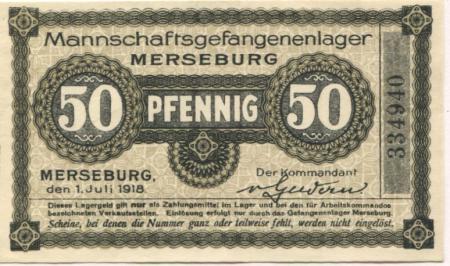 Mannschaftsgefangenenlager
MERSEBURG
50 PFENNIG 50
334940
MERSEBURG,
den 1. Juli 1918
Der Kommandant
Dieses Lagergeld gilt nur als Zahlungsmittel im Lager und bei den für Arbeitskommandos
bezeichneten Verkaufsstellen. Einlösung erfolgt nur durch das Gefangenenlager Merseburg.
Scheine, bei denen die Nummer ganz oder teilweise fehlt, werden nicht eingelöst.